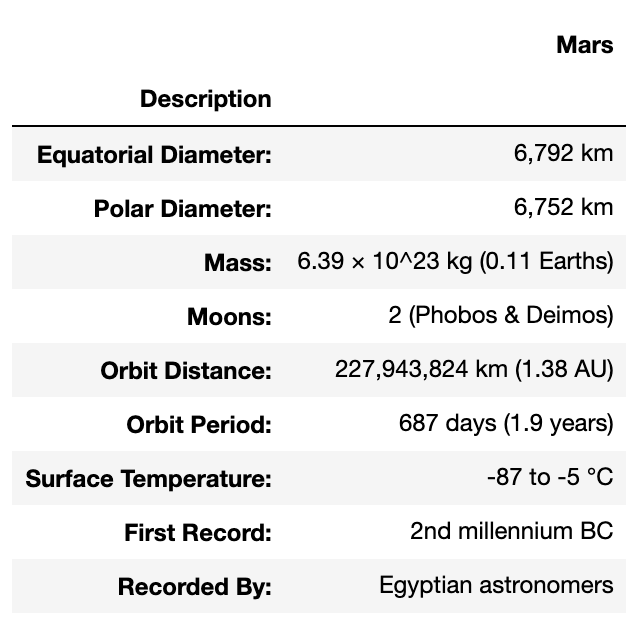 Mars
Description
Equatorial Diameter: 6,792 km
Polar Diameter: 6,752 km
Mass: 6.39 × 10^23 kg (0.11 Earths)
Moons: 2 (Phobos & Deimos)
Orbit Distance: 227,943,824 km (1.38 AU)
Orbit Period: 687 days (1.9 years)
Surface Temperature: -87 to -5 °C
First Record: 2nd millennium BC
Recorded By: Egyptian astronomers